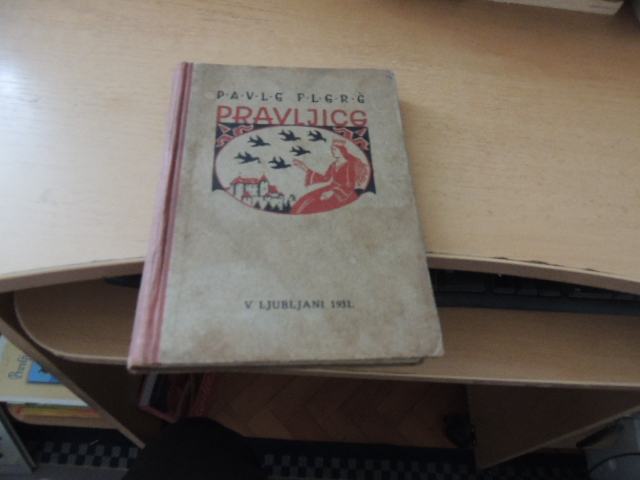 P·A·V·L·E F·L·E·R·È
PRAVLJICE
V LJUBLJANI 1931.